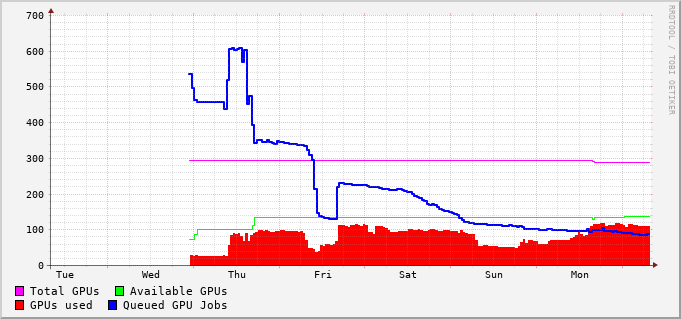 700
600
500
400
300
200
100
0
Tue Wed Thu Fri Sat Sun Mon
Total GPUs Available GPUs
GPUs used Queued GPU Jobs
RRDTOOL / TOBI OETIKER